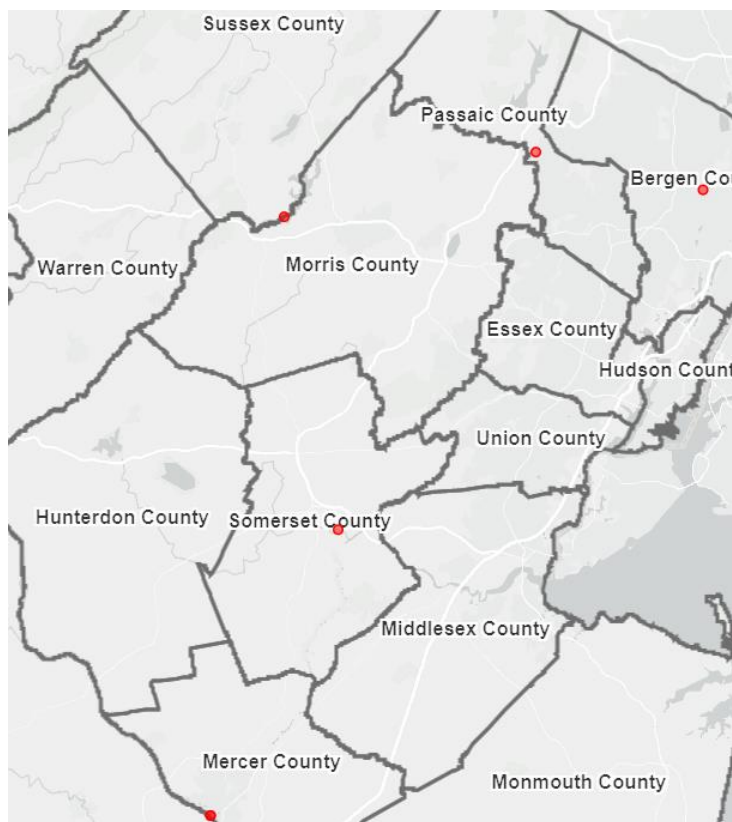 Sussex County
Passaic County
Bergen Cou
Warren County
Morris County
Essex County
Hudson Count
Union County
Hunterdon County
Somerset County
Middlesex County
Mercer County
Monmouth County